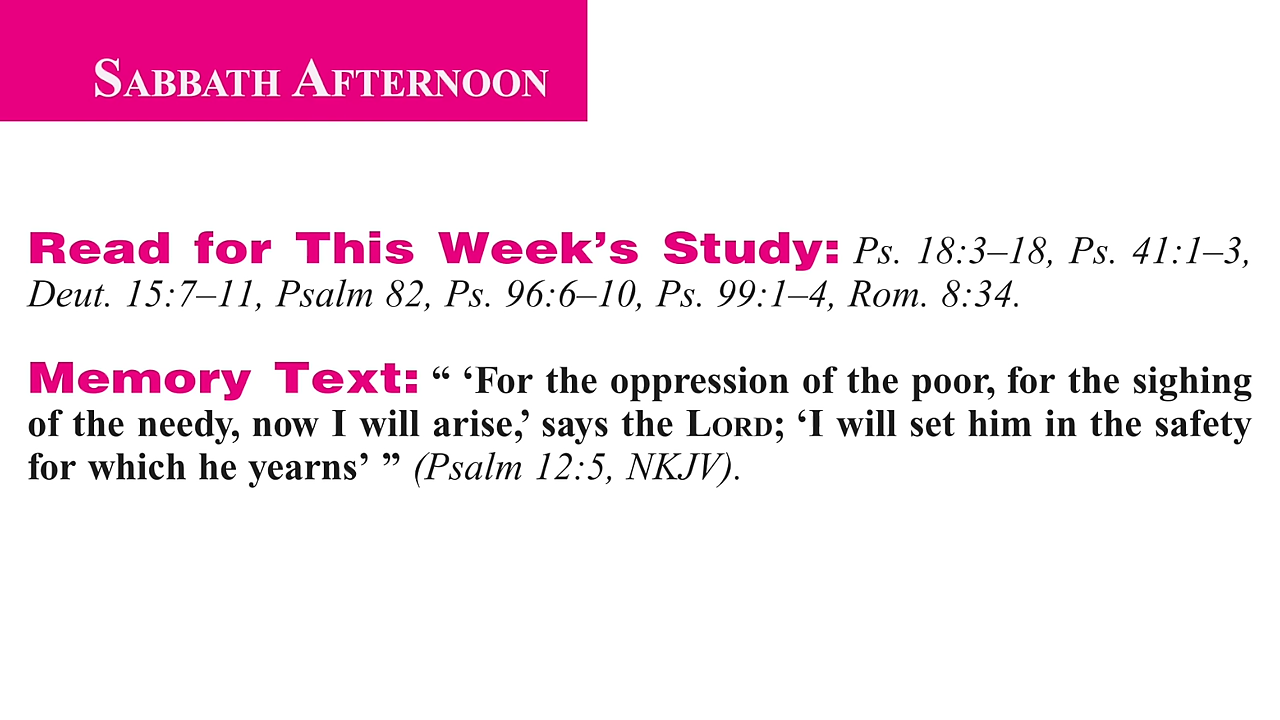 SABBATH AFTERNOON
Read for This Week’s Study: Ps. 18:3–18, Ps. 41:1–3,
Deut. 15:7–11, Psalm 82, Ps. 96:6–10, Ps. 99:1–4, Rom. 8:34.
Memory Text: “ ‘For the oppression of the poor, for the sighing
of the needy, now I will arise,’ says the LORD; ‘I will set him in the safety
for which he yearns’ ” (Psalm 12:5, NKJV).